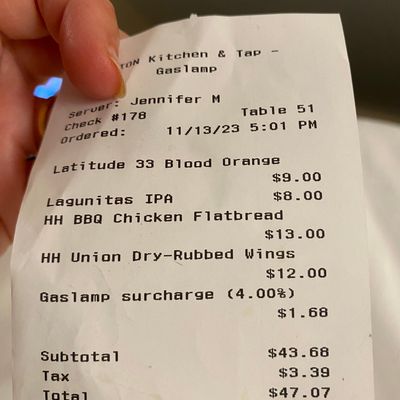 TON Kitchen & Tap -
Gaslamp
Server: Jennifer M
Check #178 Table 51
Ordered: 11/13/23 5:01 PM
Latitude 33 Blood Orange
$9.00
Lagunitas IPA $8.00
HH BBQ Chicken Flatbread
$13.00
HH Union Dry-Rubbed Wings
$12.00
Gaslamp surcharge (4.00%)
$1.68
Subtotal $43.68
Tax $3.39
Total $47.07